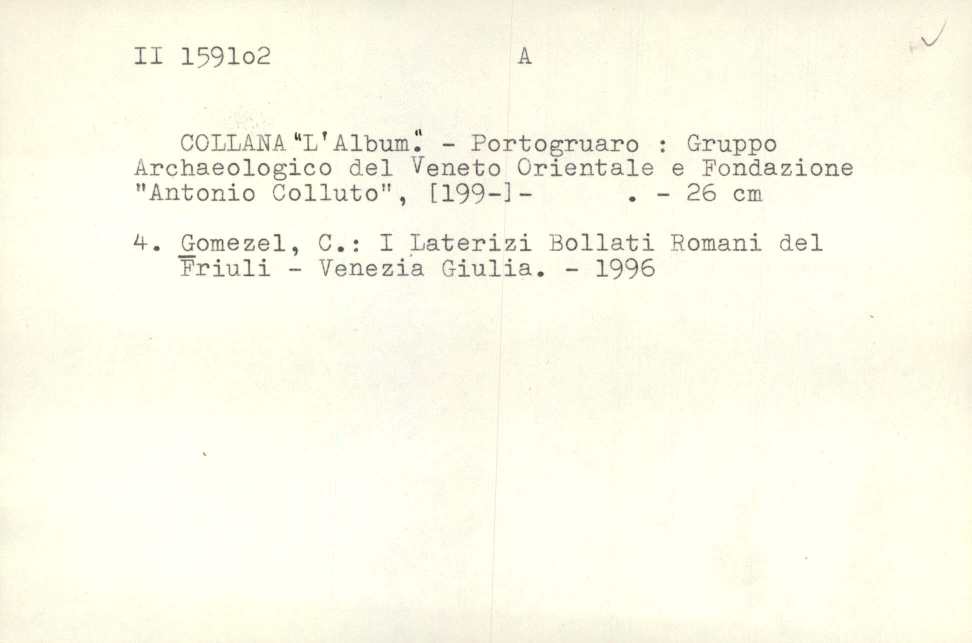 II 1591o2 A
COLLANA "L'Album". - Portogruaro : Gruppo
Archaeologico del Veneto Orientale e Fondazione
"Antonio Colluto", [199-]- . - 26 cm
4. Gomezel, C.: I Laterizi Bollati Romani del
Friuli - Venezia Giulia. - 1996